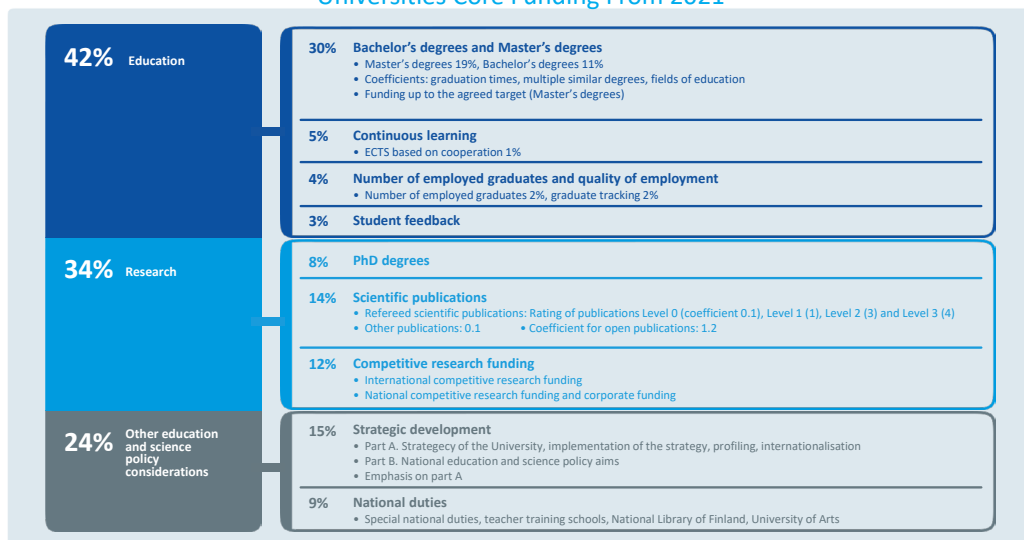 Universities Core Funding From 2021
42% Education
30% Bachelor's degrees and Master's degrees
• Master's degrees 19%, Bachelor's degrees 11%
• Coefficients: graduation times, multiple similar degrees, fields of education
• Funding up to the agreed target (Master's degrees)
5% Continuous learning
• ECTS based on cooperation 1%
4% Number of employed graduates and quality of employment
• Number of employed graduates 2%, graduate tracking 2%
3% Student feedback
34% Research
8% PhD degrees
14% Scientific publications
• Refereed scientific publications: Rating of publications Level 0 (coefficient 0.1), Level 1 (1), Level 2 (3) and Level 3 (4)
• Other publications: 0.1 • Coefficient for open publications: 1.2
12% Competitive research funding
• International competitive research funding
• National competitive research funding and corporate funding
24% Other education
and science
policy
considerations
15% Strategic development
• Part A. Strategecy of the University, implementation of the strategy, profiling, internationalisation
• Part B. National education and science policy aims
• Emphasis on part A
9% National duties
• Special national duties, teacher training schools, National Library of Finland, University of Arts